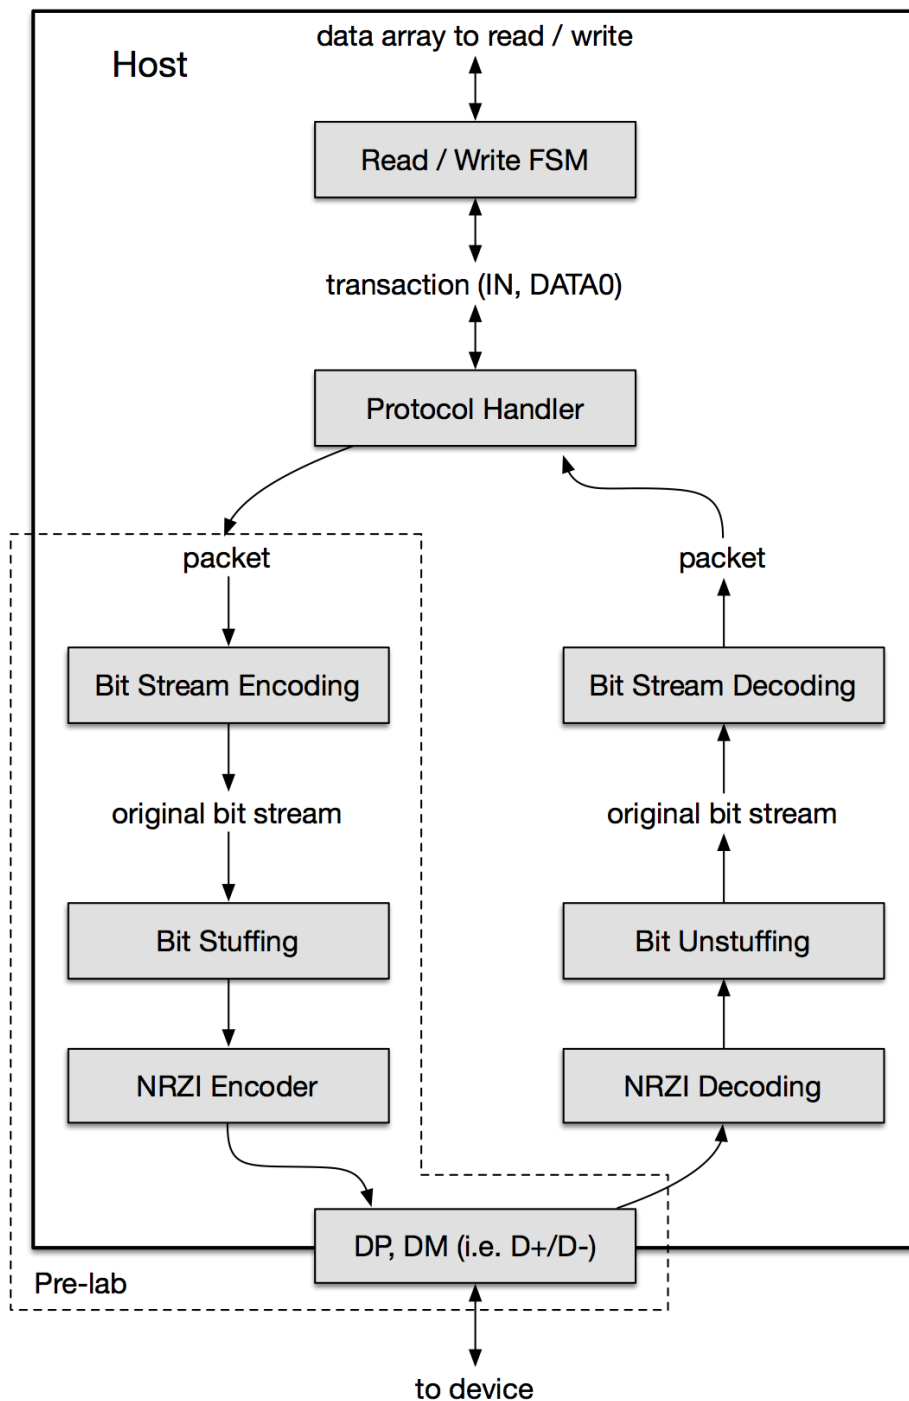 data array to read / write
Host
Read / Write FSM
transaction (IN, DATA0)
Protocol Handler
packet
packet
Bit Stream Encoding
Bit Stream Decoding
original bit stream
original bit stream
Bit Stuffing
Bit Unstuffing
NRZI Encoder
NRZI Decoding
DP, DM (i.e. D+/D-)
Pre-lab
to device